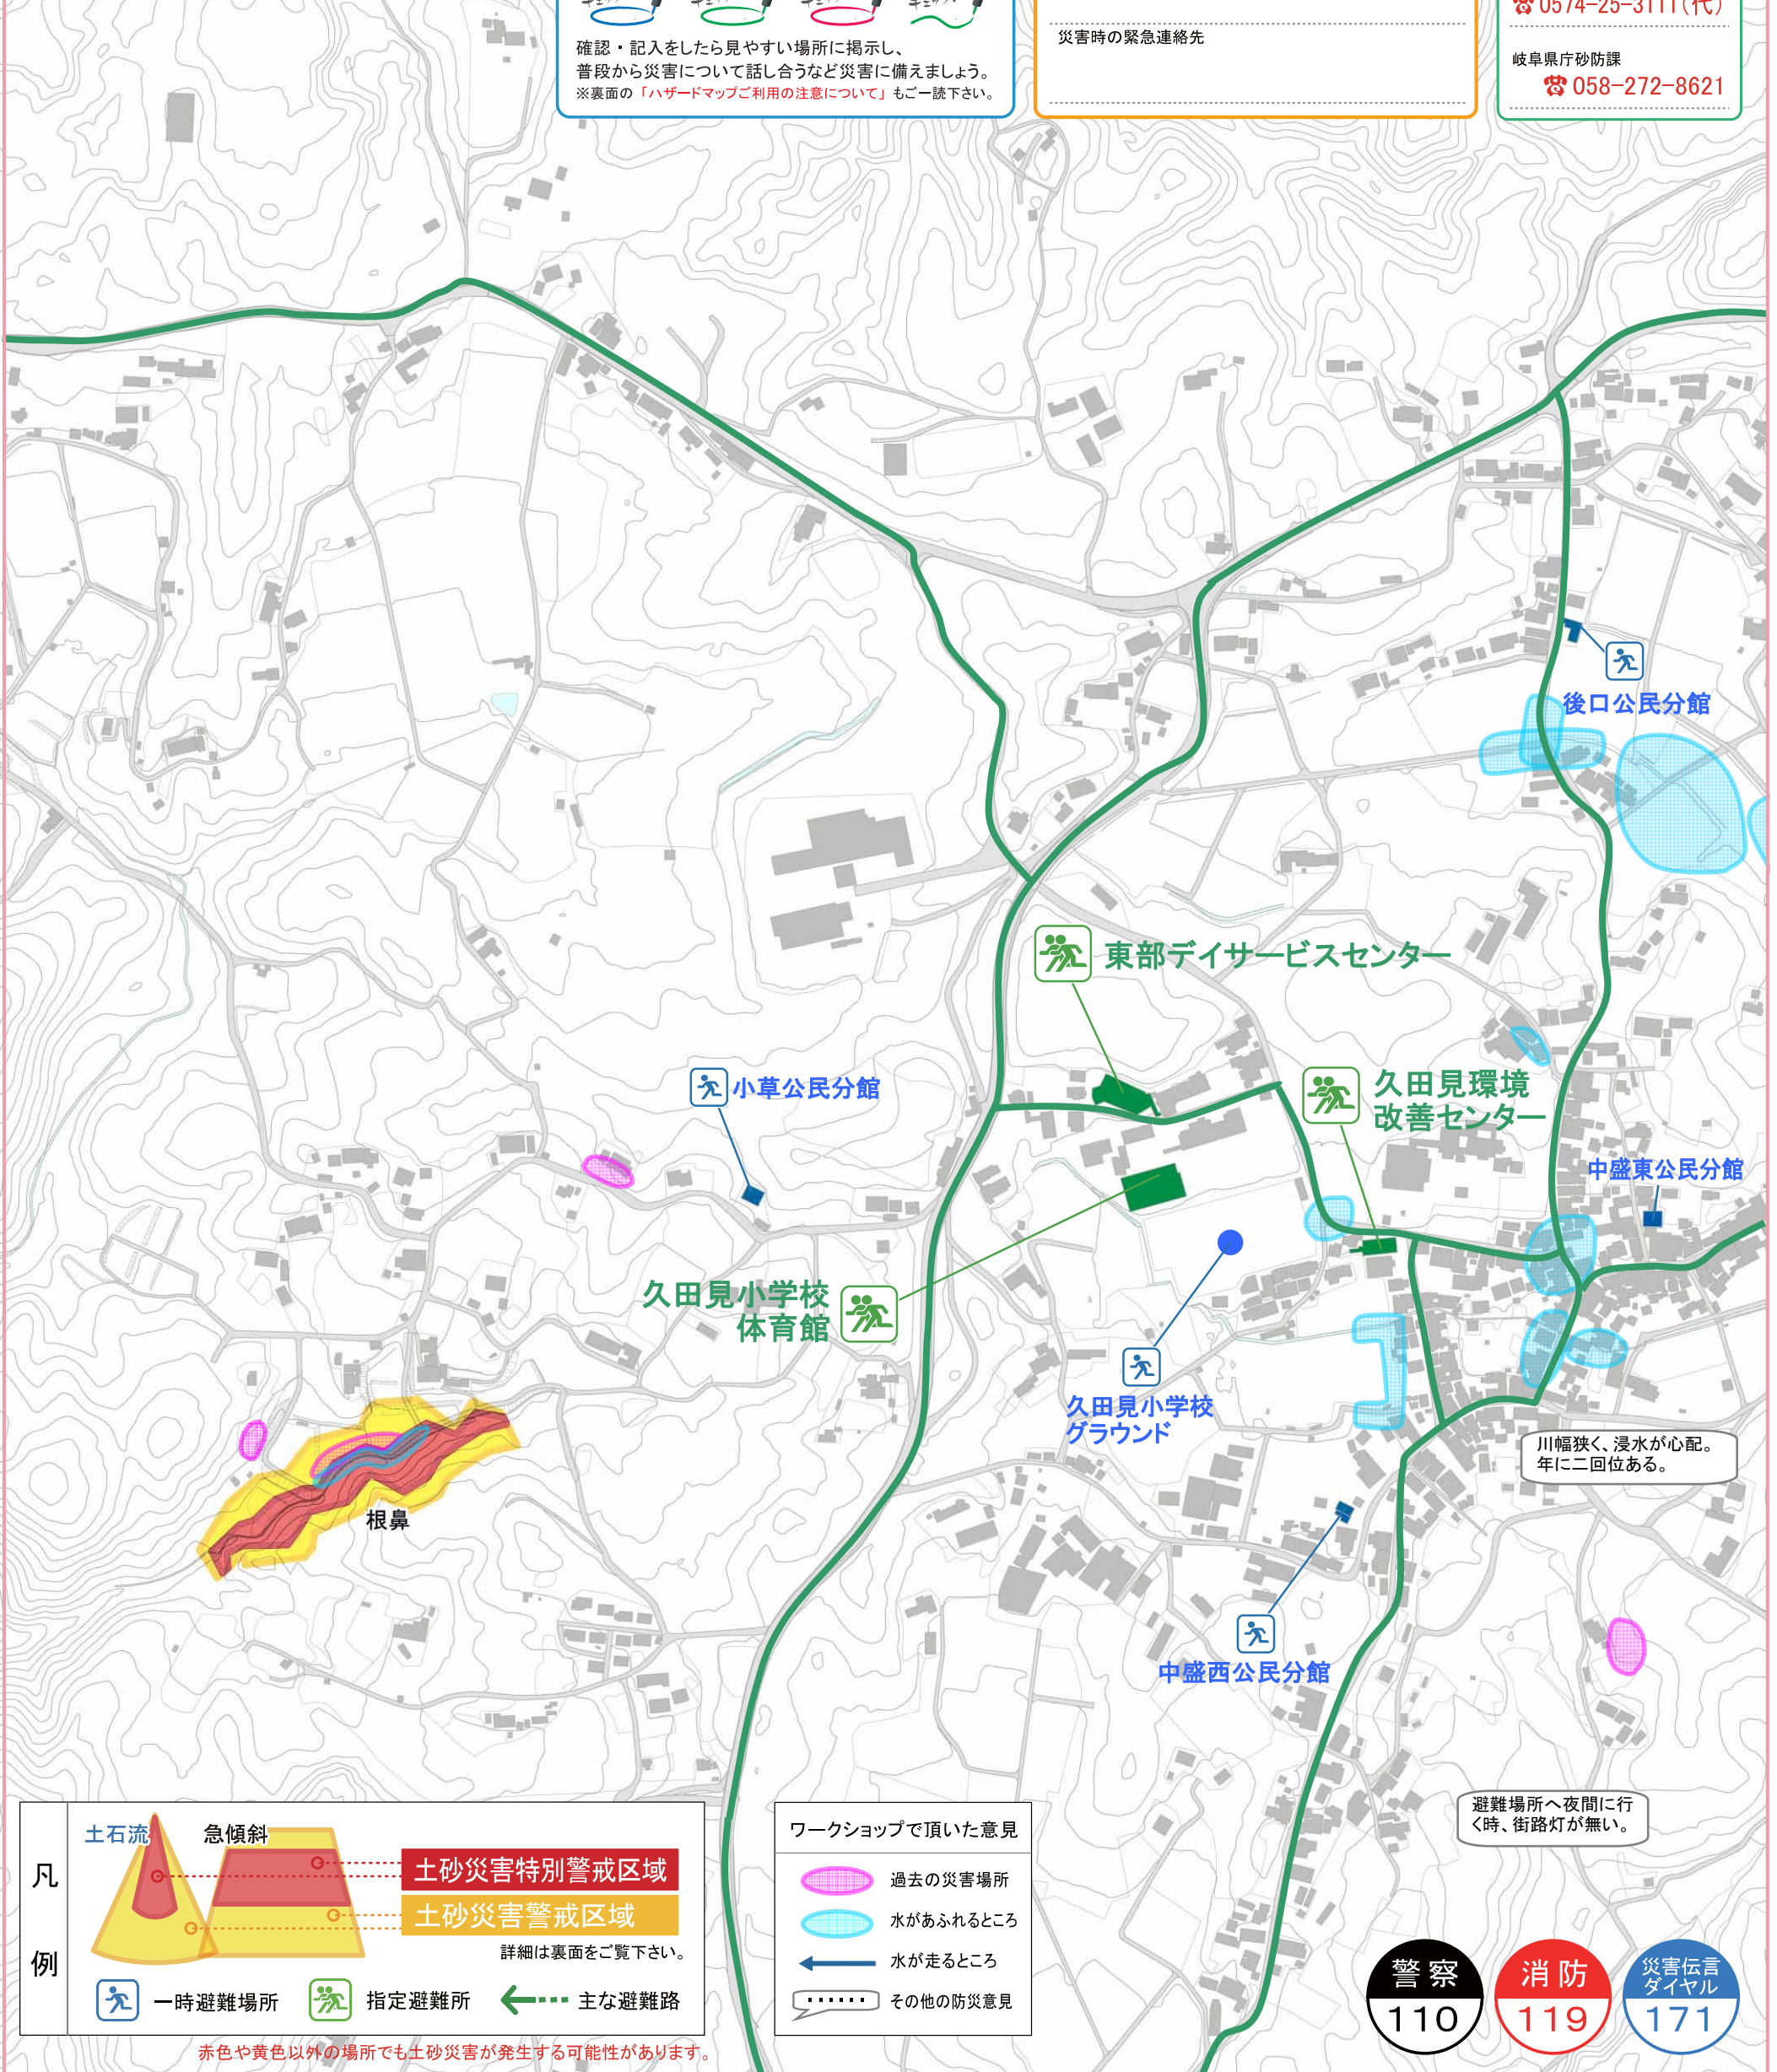 確認・記入をしたら見やすい場所に掲示し、
普段から災害について話し合うなど災害に備えましょう。
※裏面の「ハザードマップご利用の注意について」もご一読下さい。
災害時の緊急連絡先
☎0574-25-3111(代)
岐阜県庁砂防課
☎058-272-8621
後口公民分館
東部デイサービスセンター
小草公民分館
久田見環境
改善センター
中盛東公民分館
久田見小学校
体育館
久田見小学校
グラウンド
川幅狭く、浸水が心配。
年に二回位ある。
根鼻
中盛西公民分館
避難場所へ夜間に行
く時、街路灯が無い。
凡例
土石流
急傾斜
土砂災害特別警戒区域
土砂災害警戒区域
詳細は裏面をご覧下さい。
一時避難場所
指定避難所
主な避難路
赤色や黄色以外の場所でも土砂災害が発生する可能性があります。
ワークショップで頂いた意見
過去の災害場所
水があふれるところ
水が走るところ
その他の防災意見
警察
110
消防
119
災害伝言
ダイヤル
171